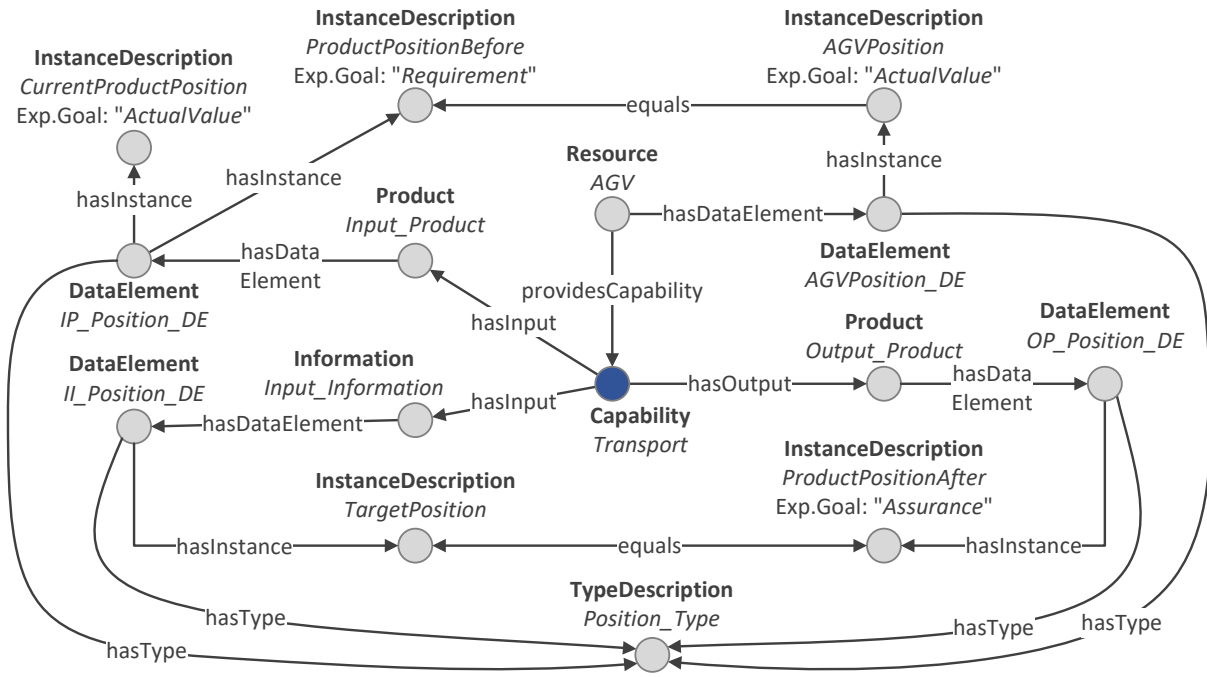 InstanceDescription
ProductPositionBefore
Exp.Goal: "Requirement"
InstanceDescription
AGVPosition
Exp.Goal: "ActualValue"
InstanceDescription
CurrentProductPosition
Exp.Goal: "ActualValue"
equals
hasInstance
hasInstance
hasInstance
Resource
AGV
Product
Input_Product
hasDataElement
hasData
Element
DataElement
AGVPosition_DE
DataElement
IP_Position_DE
providesCapability
hasInput
Product
Output_Product
DataElement
OP_Position_DE
DataElement
II_Position_DE
Information
Input_Information
hasInput
hasOutput
hasData
Element
hasDataElement
Capability
Transport
InstanceDescription
TargetPosition
InstanceDescription
ProductPositionAfter
Exp.Goal: "Assurance"
hasInstance
equals
hasInstance
TypeDescription
Position_Type
hasType
hasType
hasType
hasType